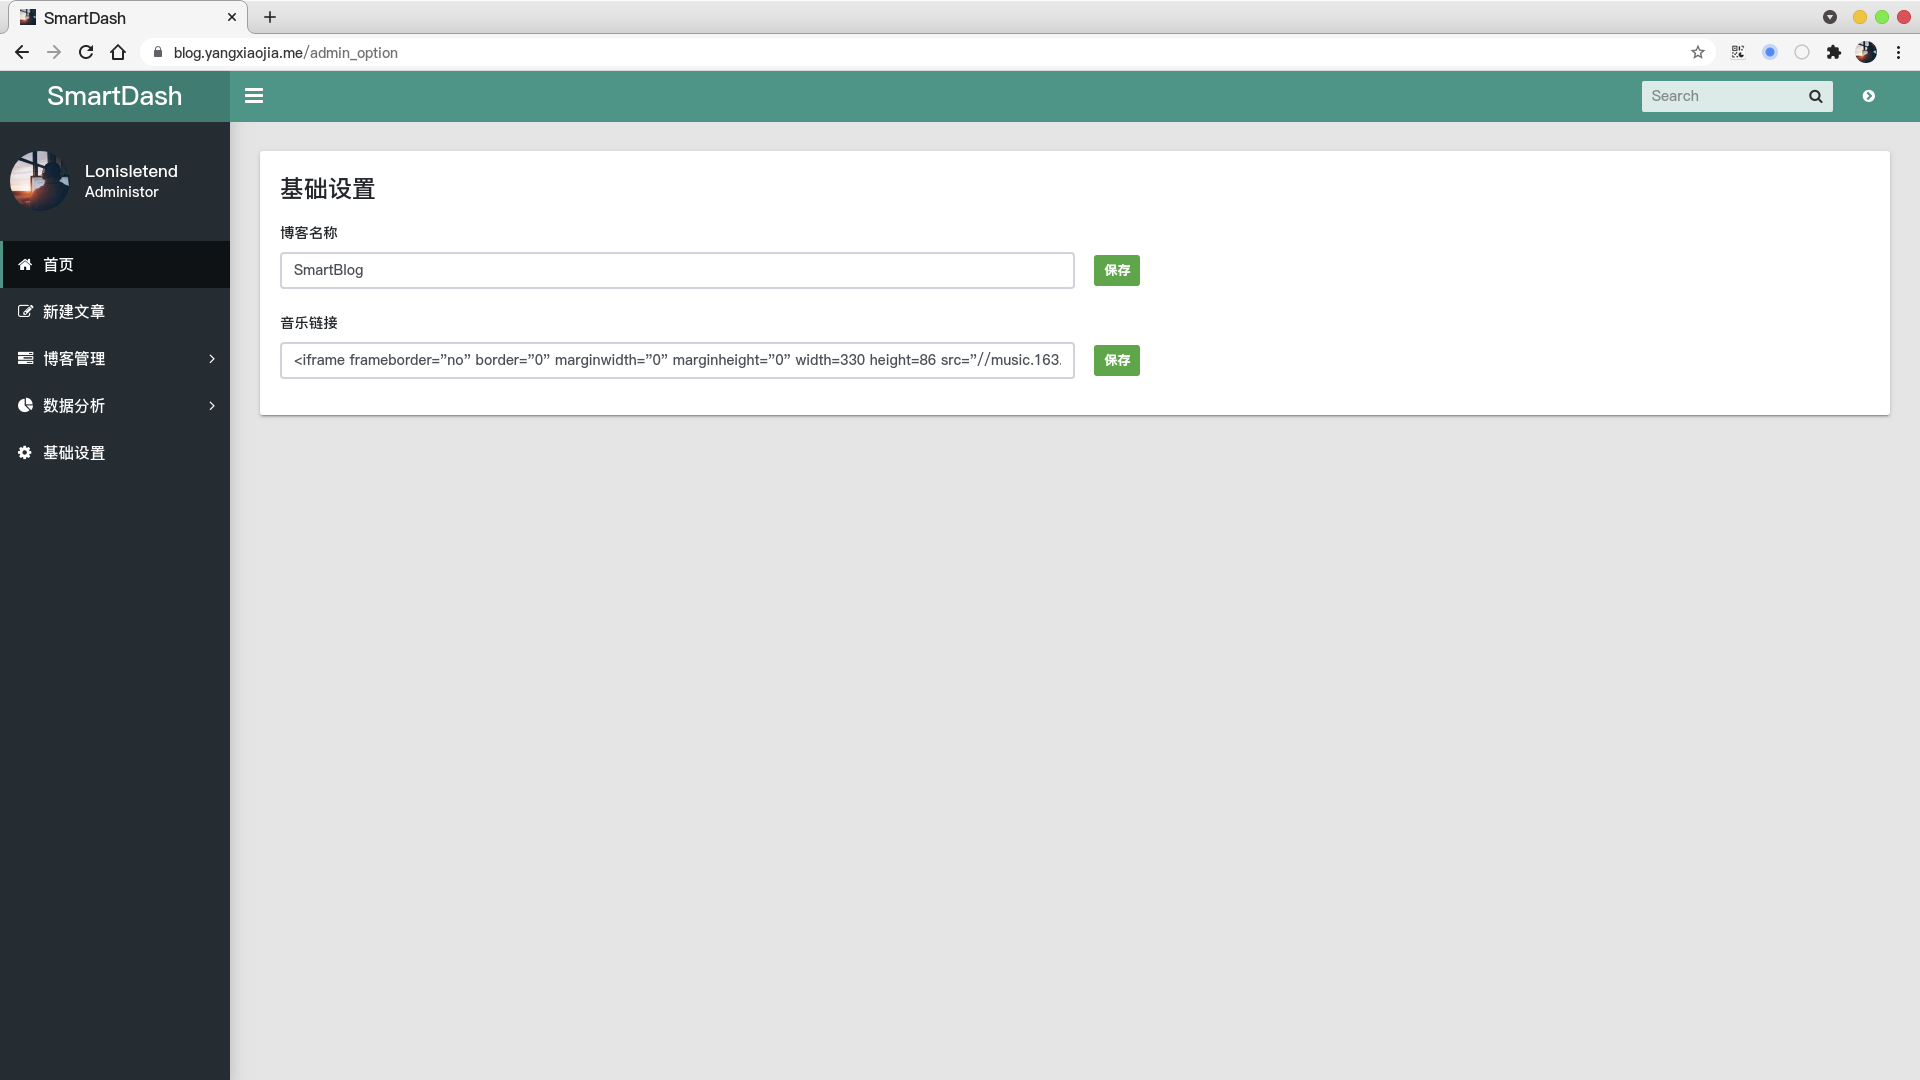 SmartDash
blog.yangxiaojia.me/admin_option
SmartDash
Search
Lonisletend
Administor
首页
新建文章
博客管理
数据分析
基础设置
基础设置
博客名称
SmartBlog
保存
音乐链接
<iframe frameborder="no" border="0" marginwidth="0" marginheight="0" width=330 height=86 src="//music.163.
保存